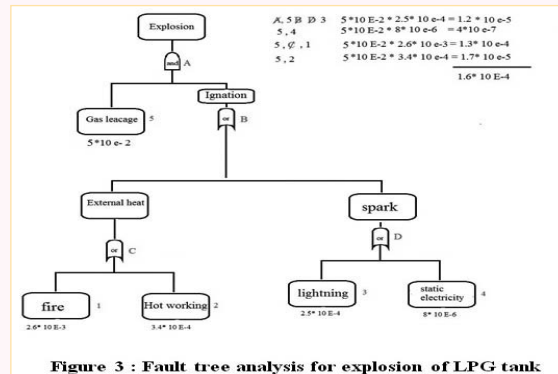 Explosion
A, 5 B D 3 5*10 E-2 * 2.5* 10 e-4 = 1.2 * 10 e-5
5, 4 5*10 E-2 * 8* 10 e-6 = 4*10 e-7
5, C, 1 5*10 E-2 * 2.6* 10 e-3= 1.3* 10 e-4
5, 2 5*10 E-2 * 3.4* 10 e-4 = 1.7* 10 e-5
1.6* 10 E-4
and A
Ignation
Gas leacage 5
or B
5*10 e- 2
External heat
spark
or C
or D
fire 1
Hot working 2
lightning 3
static electricity 4
2.6* 10 E-3
3.4* 10 E-4
2.5* 10 E-4
8* 10 E-6
Figure 3 : Fault tree analysis for explosion of LPG tank